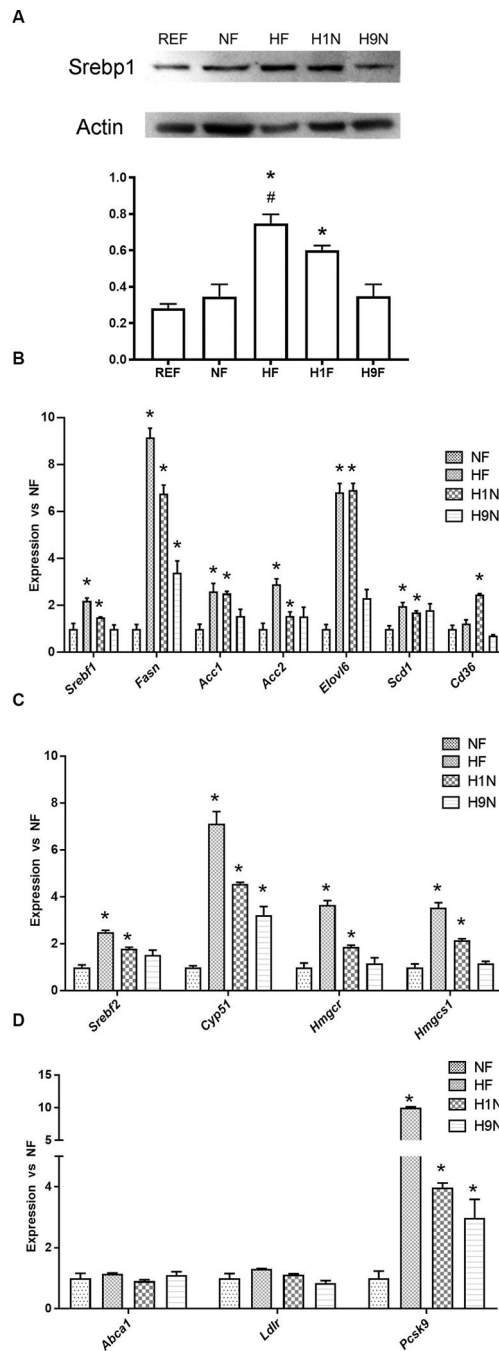 A
REF NF HF H1N H9N
Srebp1
Actin
*
#
*
1.0
0.8
0.6
0.4
0.2
0.0
REF NF HF H1F H9F
B
Expression vs NF
10
8
6
4
2
0
* * * * * * * * * * * * * *
NF
HF
H1N
H9N
Srebf1 Fasn Acc1 Acc2 Elovl6 Scd1 Cd36
C
Expression vs NF
10
8
6
4
2
0
* * * * * * * * *
NF
HF
H1N
H9N
Srebf2 Cyp51 Hmgcr Hmgcs1
D
Expression vs NF
15
10
5
4
2
0
* * *
NF
HF
H1N
H9N
Abca1 Ldlr Pcsk9